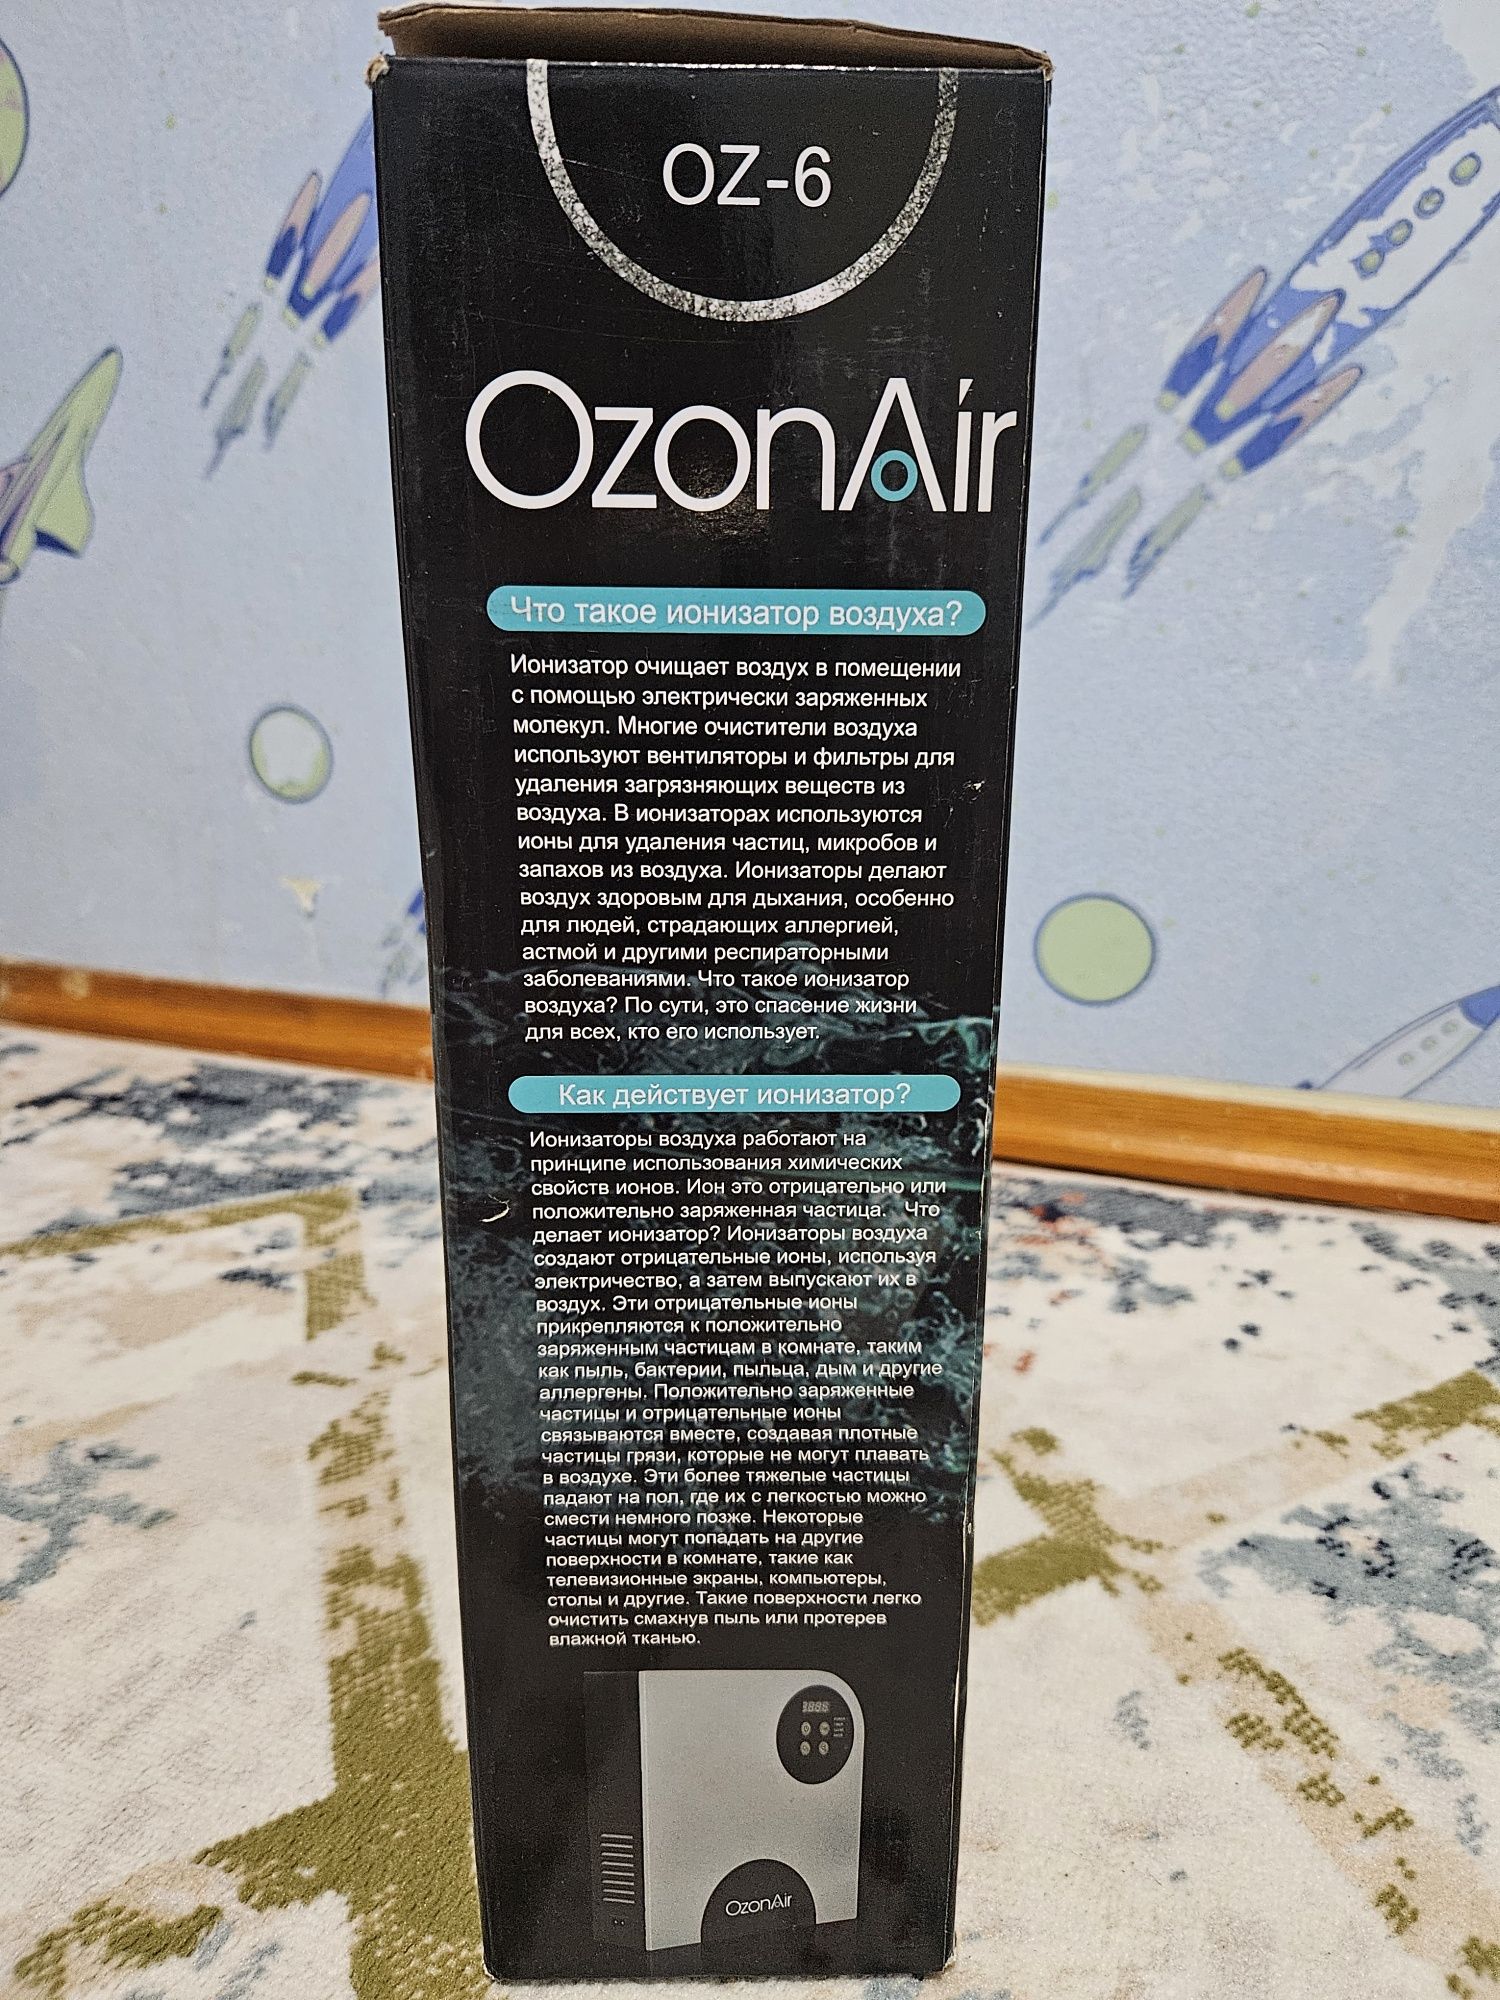 OZ-6
OzonAir
Что такое ионизатор воздуха?
Ионизатор очищает воздух в помещении
с помощью электрически заряженных
молекул. Многие очистители воздуха
используют вентиляторы и фильтры для
удаления загрязняющих веществ из
воздуха. В ионизаторах используются
ионы для удаления частиц, микробов и
запахов из воздуха. Ионизаторы делают
воздух здоровым для дыхания, особенно
для людей, страдающих аллергией,
астмой и другими респираторными
заболеваниями. Что такое ионизатор
воздуха? По сути, это спасение жизни
для всех, кто его использует.
Как действует ионизатор?
Ионизаторы воздуха работают на
принципе использования химических
свойств ионов. Ион это отрицательно или
положительно заряженная частица. Что
делает ионизатор? Ионизаторы воздуха
создают отрицательные ионы, используя
электричество, а затем выпускают их в
воздух. Эти отрицательные ионы
прикрепляются к положительно
заряженным частицам в комнате, таким
как пыль, бактерии, пыльца, дым и другие
аллергены. Положительно заряженные
частицы и отрицательные ионы
связываются вместе, создавая плотные
частицы грязи, которые не могут плавать
в воздухе. Эти более тяжелые частицы
падают на пол, где их с легкостью можно
смести немного позже. Некоторые
частицы могут попадать на другие
поверхности в комнате, такие как
телевизионные экраны, компьютеры,
столы и другие. Такие поверхности легко
очистить смахнув пыль или протерев
влажной тканью.
OzonAir